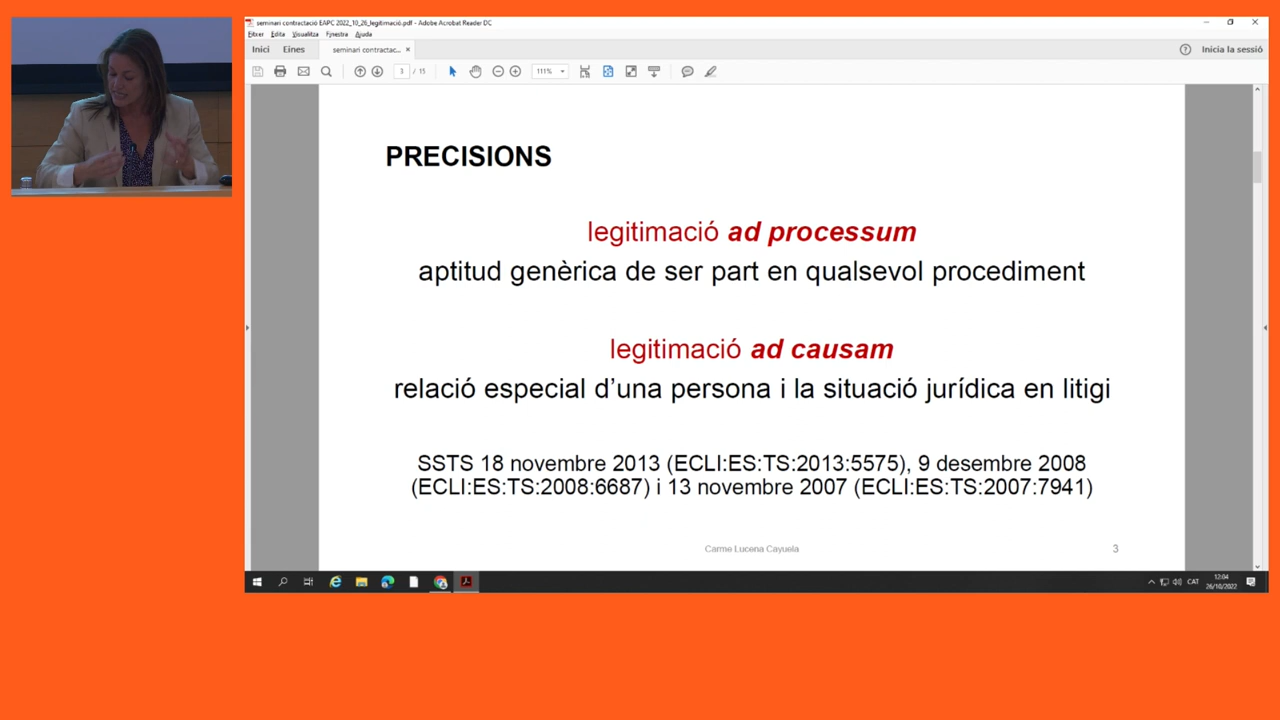 seminari contractació EAPC 2022_10_26_legitimació.pdf - Adobe Acrobat Reader DC
Fitxer Edita Visualitza Finestra Ajuda
Inici Eines seminari contractac... × Inicia la sessió
3 / 15 111%
PRECISIONS
legitimació ad processum
aptitud genèrica de ser part en qualsevol procediment
legitimació ad causam
relació especial d’una persona i la situació jurídica en litigi
SSTS 18 novembre 2013 (ECLI:ES:TS:2013:5575), 9 desembre 2008
(ECLI:ES:TS:2008:6687) i 13 novembre 2007 (ECLI:ES:TS:2007:7941)
Carme Lucena Cayuela 3
CAT 12:04
26/10/2022